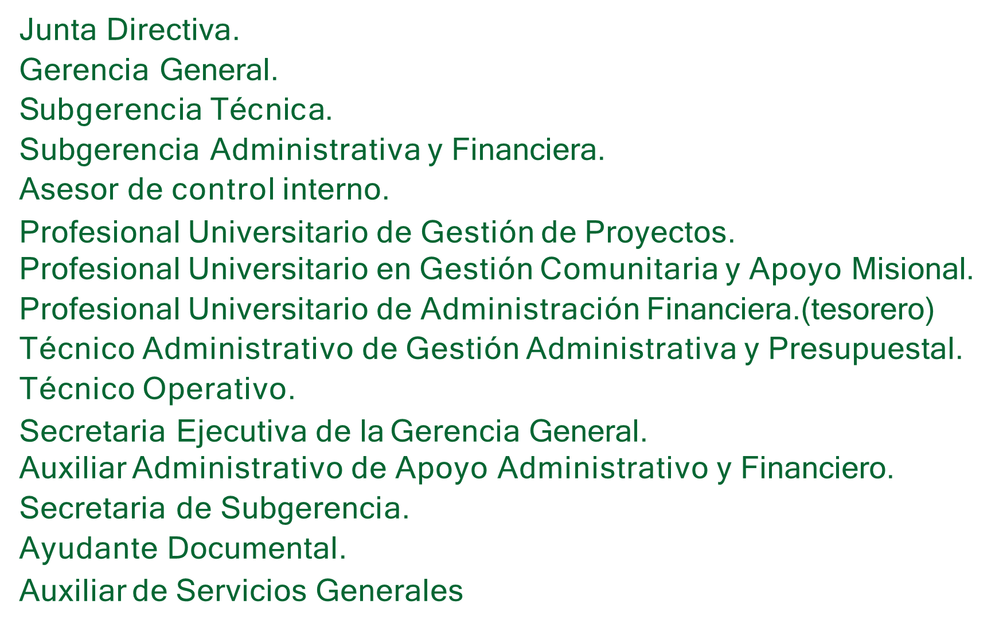 Junta Directiva.
Gerencia General.
Subgerencia Técnica.
Subgerencia Administrativa y Financiera.
Asesor de control interno.
Profesional Universitario de Gestión de Proyectos.
Profesional Universitario en Gestión Comunitaria y Apoyo Misional.
Profesional Universitario de Administración Financiera.(tesorero)
Técnico Administrativo de Gestión Administrativa y Presupuestal.
Técnico Operativo.
Secretaria Ejecutiva de la Gerencia General.
Auxiliar Administrativo de Apoyo Administrativo y Financiero.
Secretaria de Subgerencia.
Ayudante Documental.
Auxiliar de Servicios Generales